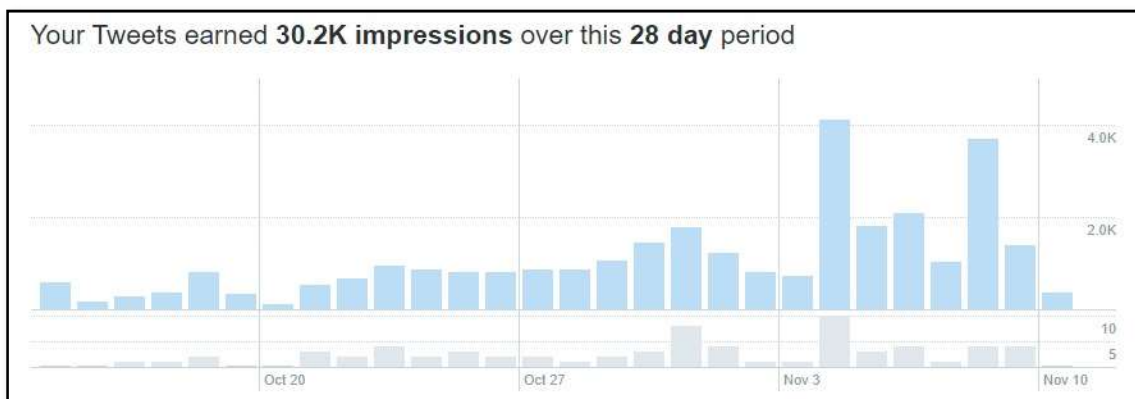 Your Tweets earned 30.2K impressions over this 28 day period
4.0K
2.0K
10
5
Oct 20
Oct 27
Nov 3
Nov 10